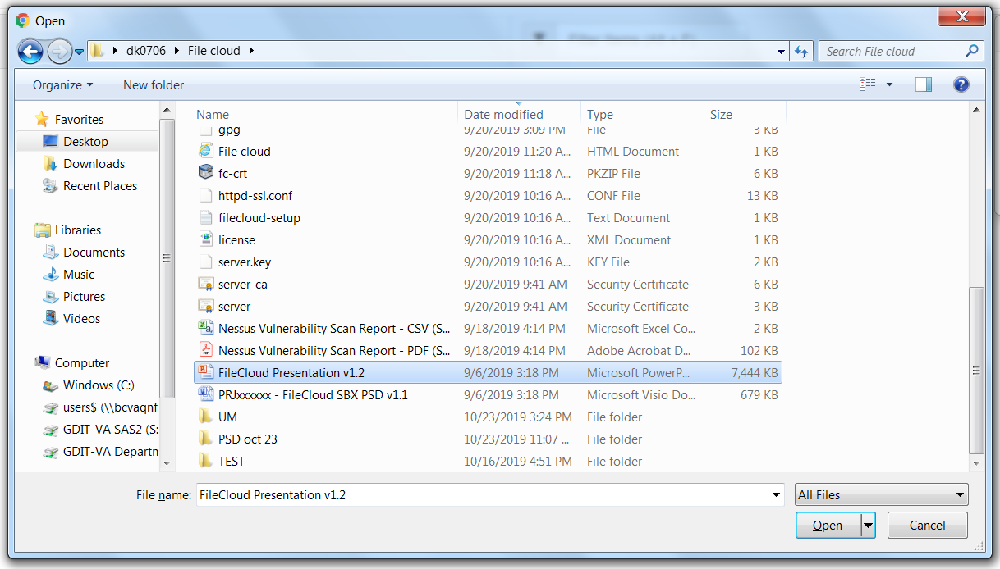 Open
dk0706 File cloud
Search File cloud
Organize New folder
Favorites
Desktop
Downloads
Recent Places
Libraries
Documents
Music
Pictures
Videos
Computer
Windows (C:)
users$ (\\bcvaqnf
GDIT-VA SAS2 (S:
GDIT-VA Departm
Name Date modified Type Size
gpg 9/20/2019 3:09 PM File 3 KB
File cloud 9/20/2019 11:20 A... HTML Document 1 KB
fc-crt 9/20/2019 11:18 A... PKZIP File 6 KB
httpd-ssl.conf 9/20/2019 10:16 A... CONF File 13 KB
filecloud-setup 9/20/2019 10:16 A... Text Document 1 KB
license 9/20/2019 10:16 A... XML Document 1 KB
server.key 9/20/2019 10:16 A... KEY File 2 KB
server-ca 9/20/2019 9:41 AM Security Certificate 6 KB
server 9/20/2019 9:41 AM Security Certificate 3 KB
Nessus Vulnerability Scan Report - CSV (S... 9/18/2019 4:14 PM Microsoft Excel Co... 2 KB
Nessus Vulnerability Scan Report - PDF (S... 9/18/2019 4:14 PM Adobe Acrobat D... 102 KB
FileCloud Presentation v1.2 9/6/2019 3:18 PM Microsoft PowerP... 7,444 KB
PRJxxxxxx - FileCloud SBX PSD v1.1 9/6/2019 3:18 PM Microsoft Visio Do... 679 KB
UM 10/23/2019 3:24 PM File folder
PSD oct 23 10/23/2019 11:07 ... File folder
TEST 10/16/2019 4:51 PM File folder
File name: FileCloud Presentation v1.2 All Files
Open Cancel